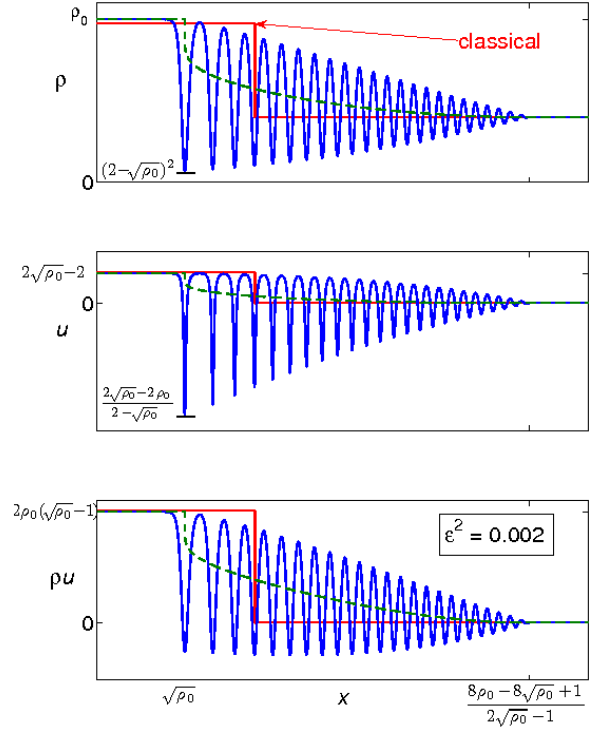 ρ₀
classical
ρ
(2−√ρ₀)²
0
2√ρ₀−2
0
u
(2√ρ₀−2ρ₀)/(2−√ρ₀)
2ρ₀(√ρ₀−1)
ε² = 0.002
ρu
0
√ρ₀
x
(8ρ₀−8√ρ₀+1)/(2√ρ₀−1)